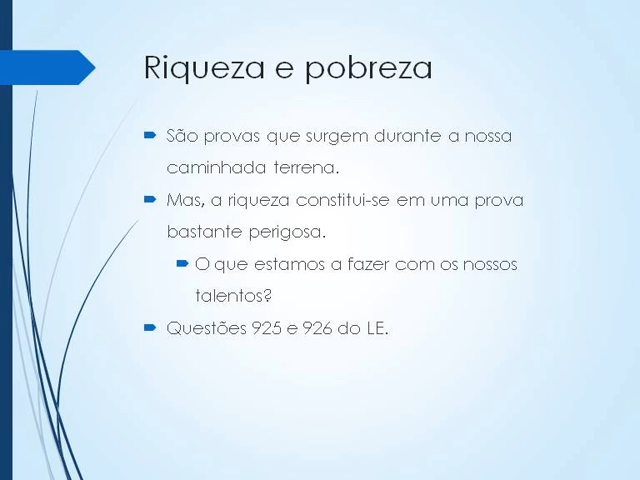 Riqueza e pobreza
São provas que surgem durante a nossa
caminhada terrena.
Mas, a riqueza constitui-se em uma prova
bastante perigosa.
O que estamos a fazer com os nossos
talentos?
Questões 925 e 926 do LE.